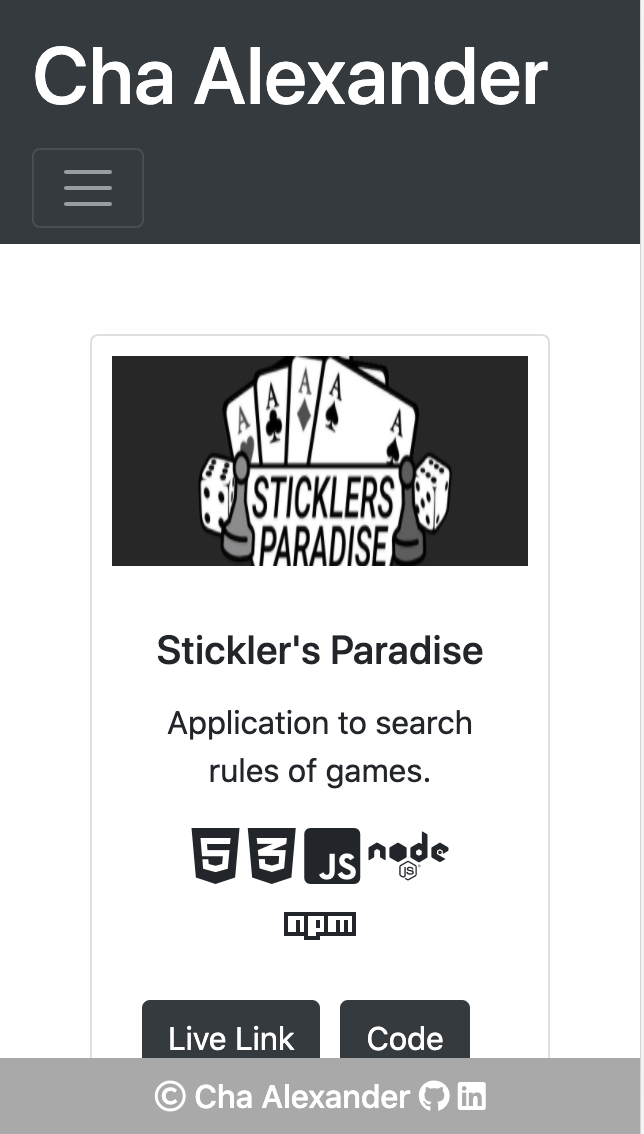 Cha Alexander
A A A A A
STICKLERS
PARADISE
Stickler's Paradise
Application to search
rules of games.
5 3 JS node
JS
npm
Live Link Code
© Cha Alexander in